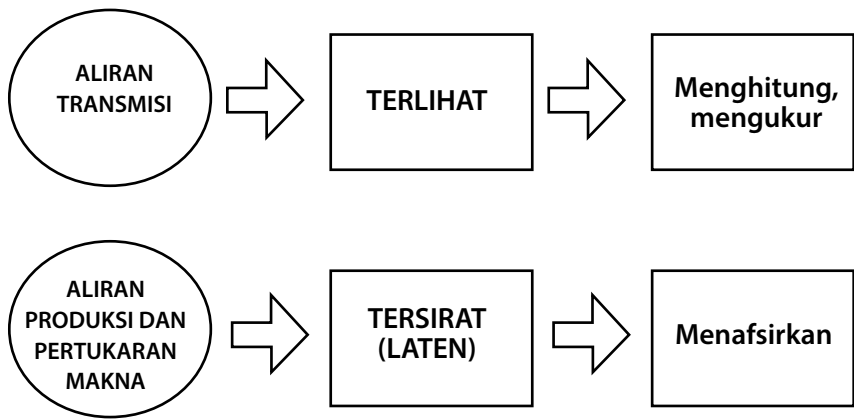 ALIRAN
TRANSMISI
TERLIHAT
Menghitung,
mengukur
ALIRAN
PRODUKSI DAN
PERTUKARAN
MAKNA
TERSIRAT
(LATEN)
Menafsirkan